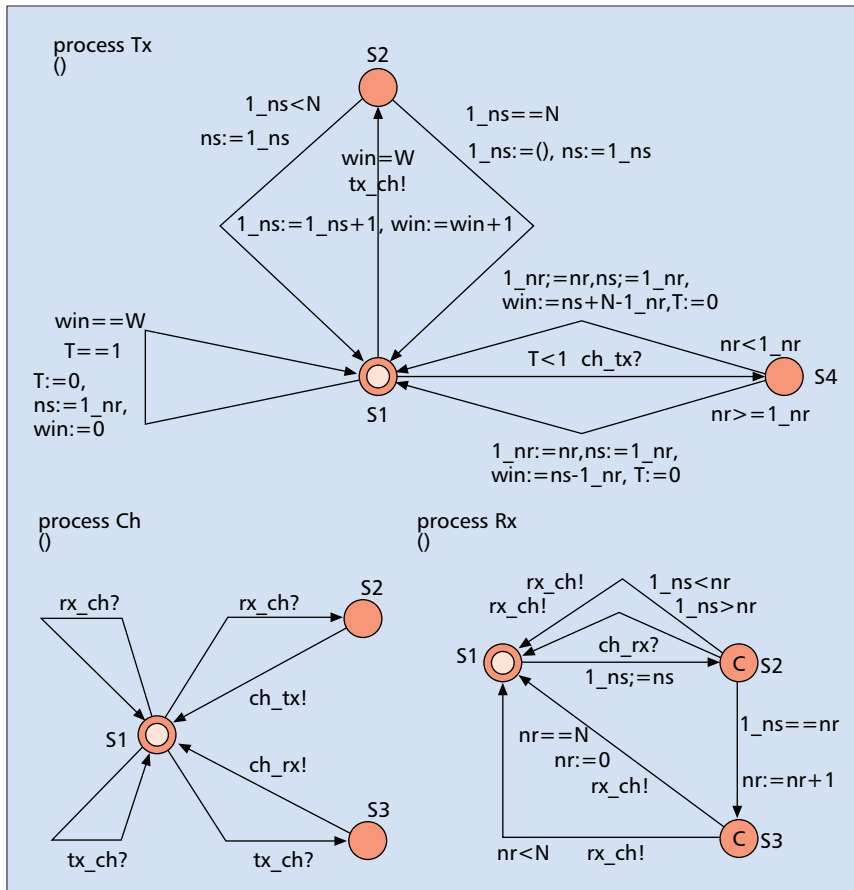 process Tx
()
S2
1_ns<N
ns:=1_ns
1_ns==N
1_ns:=(), ns:=1_ns
win=W
tx_ch!
1_ns:=1_ns+1, win:=win+1
1_nr;=nr,ns;=1_nr,
win:=ns+N-1_nr,T:=0
win==W
T==1
T:=0,
ns:=1_nr,
win:=0
S1
T<1 ch_tx?
nr<1_nr
S4
nr>=1_nr
1_nr:=nr,ns:=1_nr,
win:=ns-1_nr, T:=0
process Ch
()
rx_ch?
rx_ch?
S2
ch_tx!
S1
ch_rx!
S3
tx_ch?
tx_ch?
process Rx
()
rx_ch!
rx_ch!
1_ns<nr
1_ns>nr
S1
ch_rx?
1_ns;=ns
C
S2
1_ns==nr
nr:=nr+1
nr==N
nr:=0
rx_ch!
C
S3
nr<N
rx_ch!